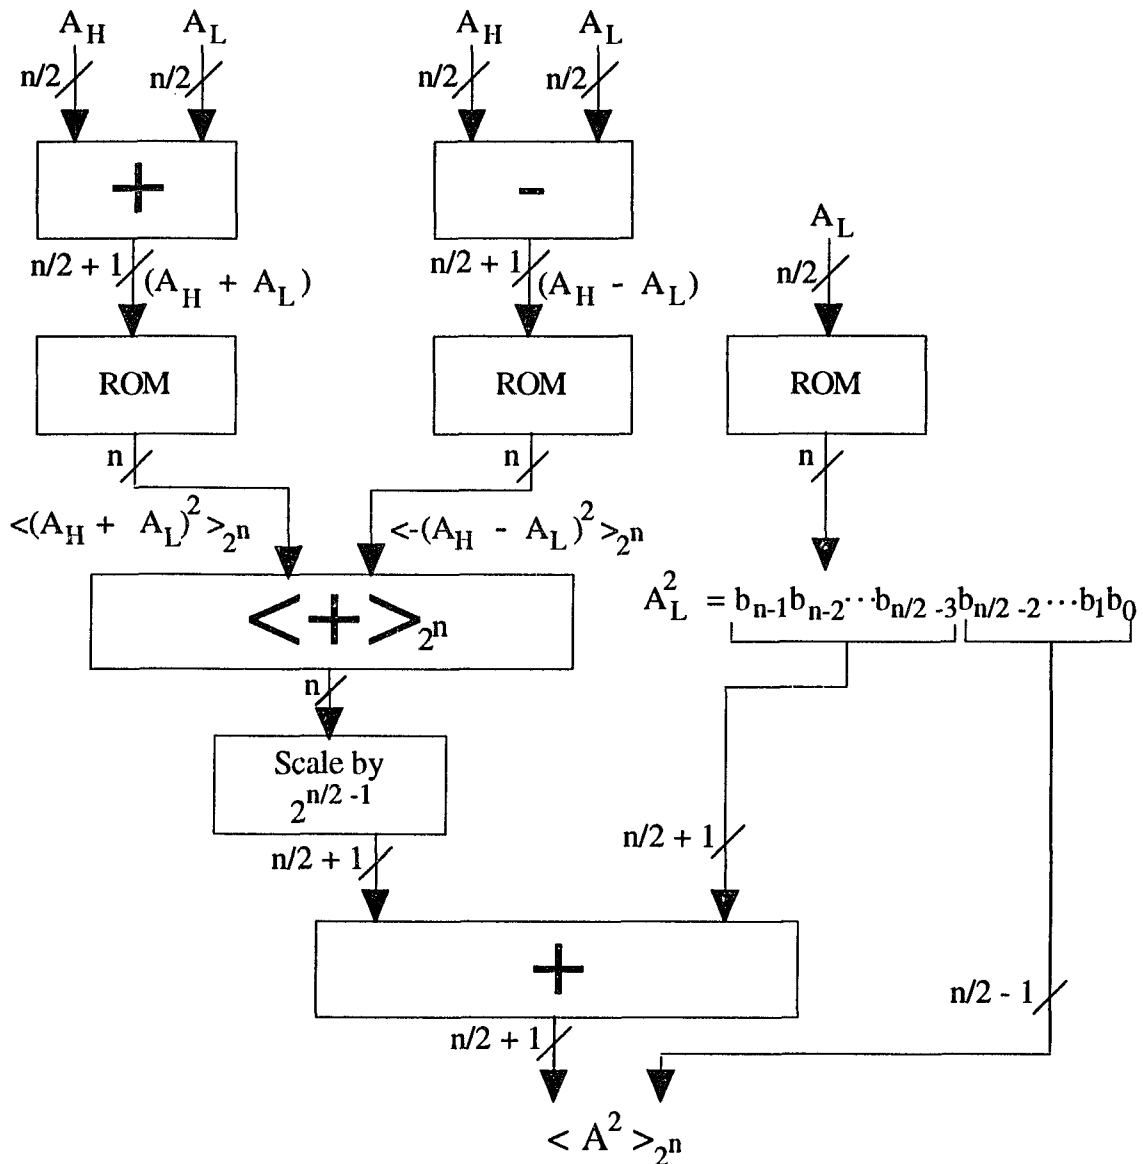 A_H A_L A_H A_L
n/2 n/2 n/2 n/2
+ -
A_L
n/2 + 1 (A_H + A_L) n/2 + 1 (A_H - A_L) n/2
ROM ROM ROM
n n n
<(A_H + A_L)^2>_2^n <-(A_H - A_L)^2>_2^n
< + >_2^n
A_L^2 = b_n-1 b_n-2 ··· b_n/2 -3 b_n/2 -2 ··· b_1 b_0
n
Scale by
2^n/2 -1
n/2 + 1 n/2 + 1
+
n/2 - 1
n/2 + 1
< A^2 >_2^n